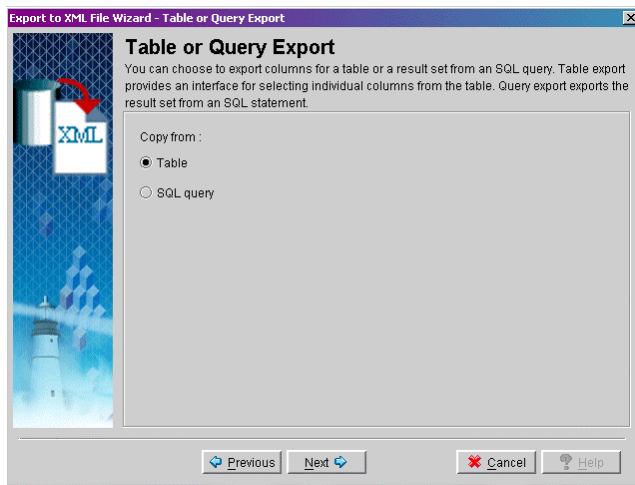 Export to XML File Wizard - Table or Query Export
Table or Query Export
You can choose to export columns for a table or a result set from an SQL query. Table export
provides an interface for selecting individual columns from the table. Query export exports the
result set from an SQL statement.
XML
Copy from :
Table
SQL query
Previous
Next
Cancel
Help